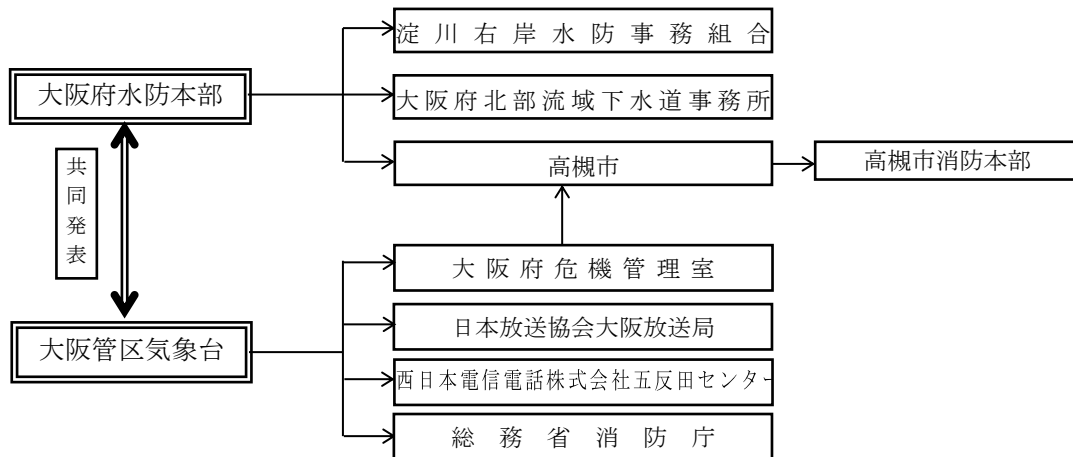 淀川右岸水防事務組合
大阪府水防本部
大阪府北部流域下水道事務所
高槻市
高槻市消防本部
共同発表
大阪府危機管理室
日本放送協会大阪放送局
大阪管区気象台
西日本電信電話株式会社五反田センター
総務省消防庁